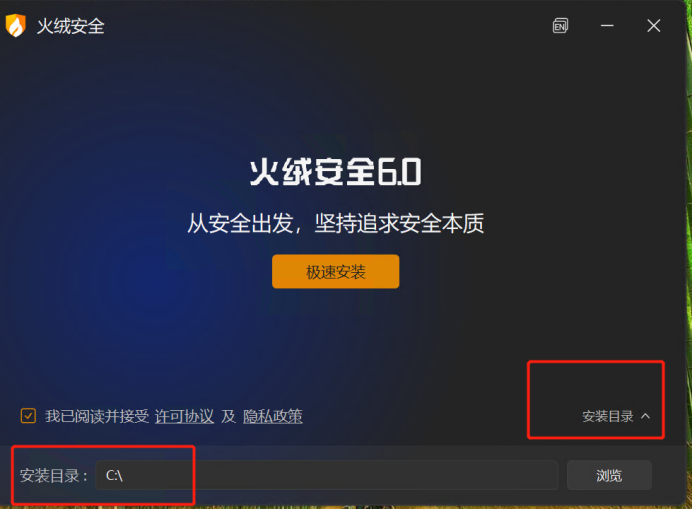 火绒安全
EN
火绒安全6.0
从安全出发，坚持追求安全本质
极速安装
我已阅读并接受 许可协议 及 隐私政策
安装目录
安装目录： C:\
浏览